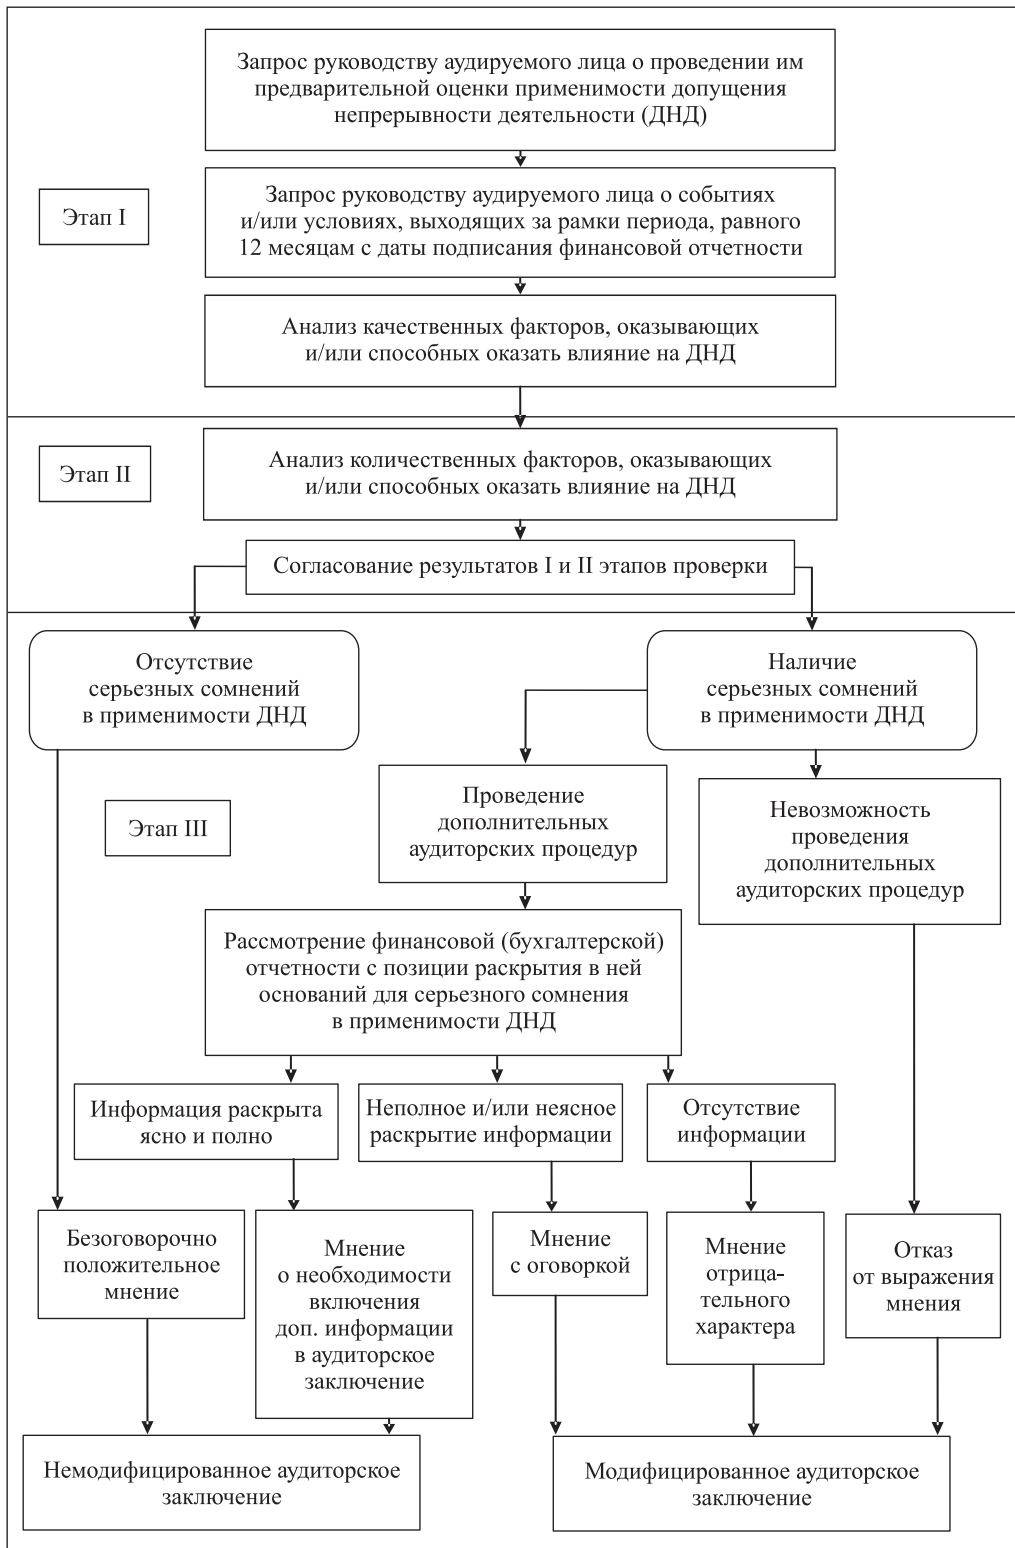 Запрос руководству аудируемого лица о проведении им
предварительной оценки применимости допущения
непрерывности деятельности (ДНД)
Этап I
Запрос руководству аудируемого лица о событиях
и/или условиях, выходящих за рамки периода, равного
12 месяцам с даты подписания финансовой отчетности
Анализ качественных факторов, оказывающих
и/или способных оказать влияние на ДНД
Этап II
Анализ количественных факторов, оказывающих
и/или способных оказать влияние на ДНД
Согласование результатов I и II этапов проверки
Отсутствие
серьезных сомнений
в применимости ДНД
Наличие
серьезных сомнений
в применимости ДНД
Этап III
Проведение
дополнительных
аудиторских процедур
Невозможность
проведения
дополнительных
аудиторских процедур
Рассмотрение финансовой (бухгалтерской)
отчетности с позиции раскрытия в ней
оснований для серьезного сомнения
в применимости ДНД
Информация раскрыта
ясно и полно
Неполное и/или неясное
раскрытие информации
Отсутствие
информации
Безоговорочно
положительное
мнение
Мнение
о необходимости
включения
доп. информации
в аудиторское
заключение
Мнение
с оговоркой
Мнение
отрица-
тельного
характера
Отказ
от выражения
мнения
Немодифицированное аудиторское
заключение
Модифицированное аудиторское
заключение